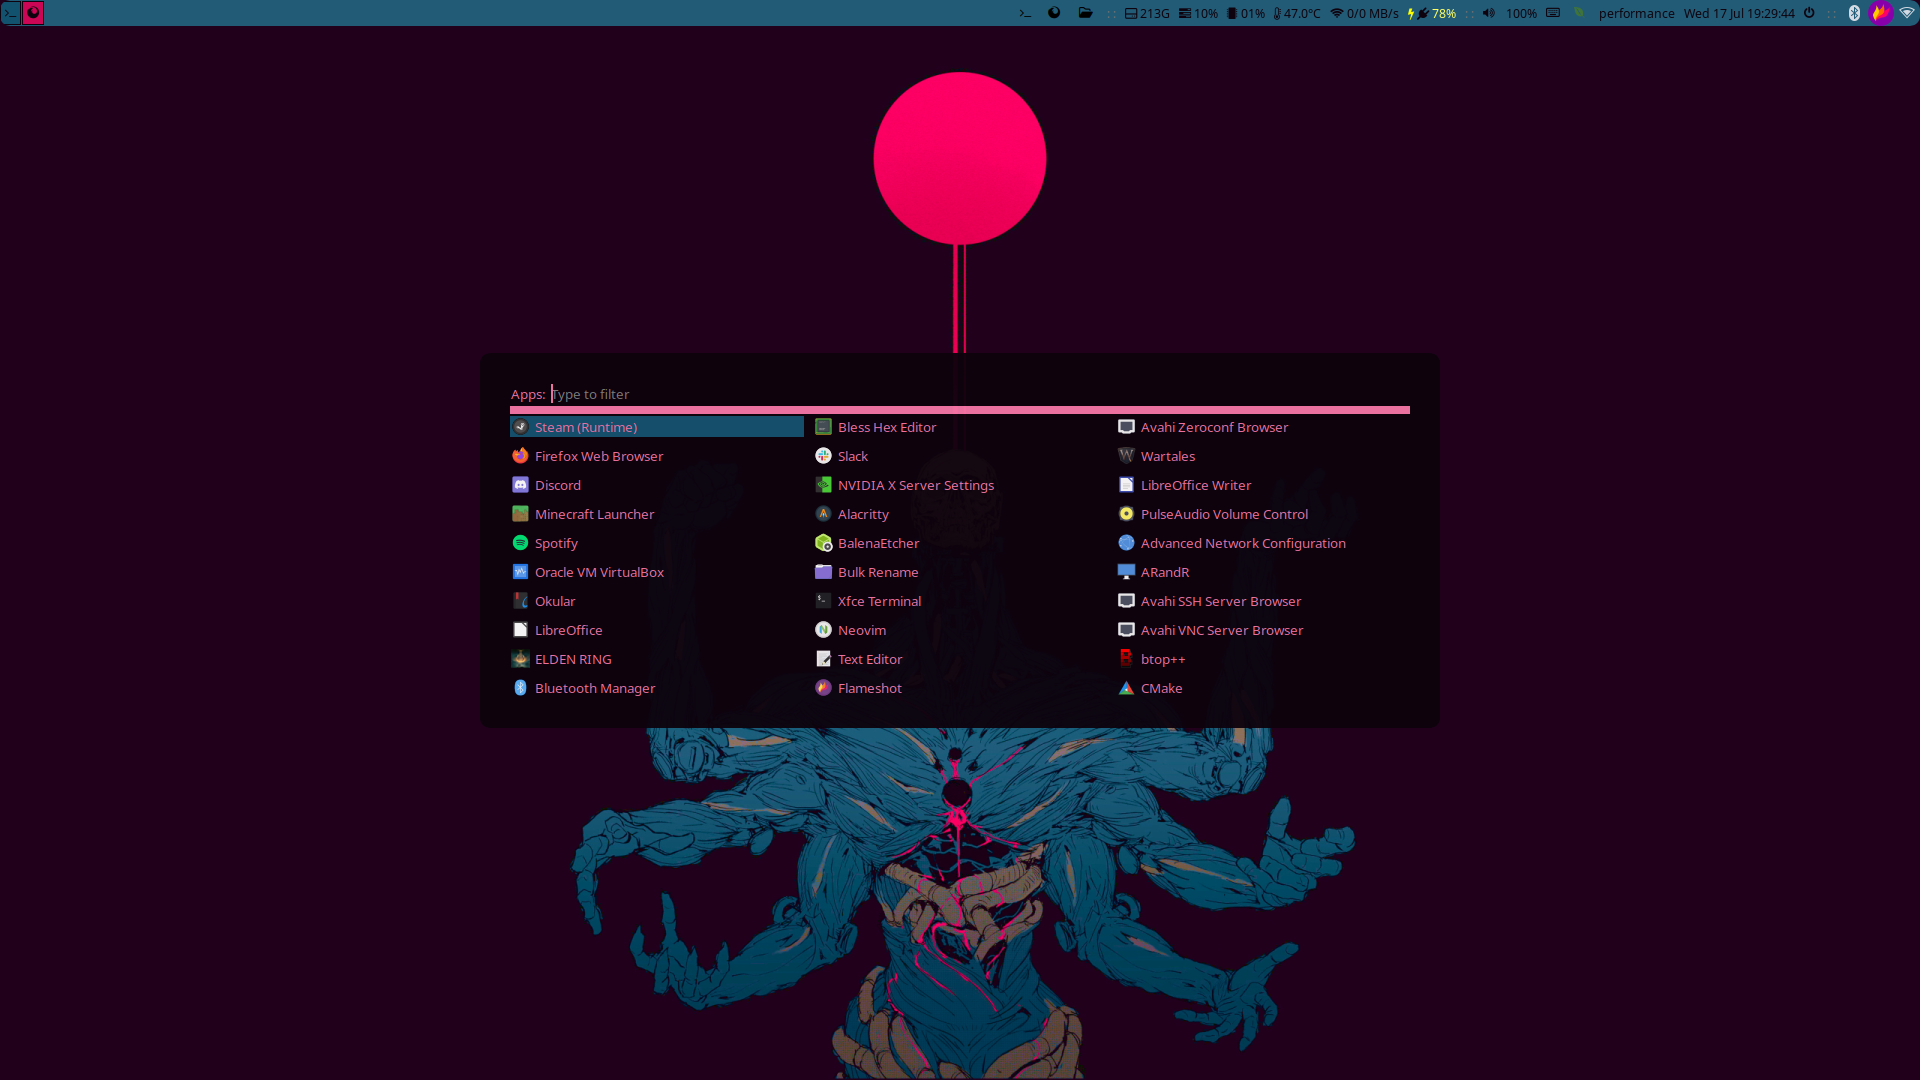 213G 10% 01% 47.0°C 0/0 MB/s 78% 100% performance Wed 17 Jul 19:29:44
Apps: Type to filter
Steam (Runtime)
Firefox Web Browser
Discord
Minecraft Launcher
Spotify
Oracle VM VirtualBox
Okular
LibreOffice
ELDEN RING
Bluetooth Manager
Bless Hex Editor
Slack
NVIDIA X Server Settings
Alacritty
BalenaEtcher
Bulk Rename
Xfce Terminal
Neovim
Text Editor
Flameshot
Avahi Zeroconf Browser
Wartales
LibreOffice Writer
PulseAudio Volume Control
Advanced Network Configuration
ARandR
Avahi SSH Server Browser
Avahi VNC Server Browser
btop++
CMake